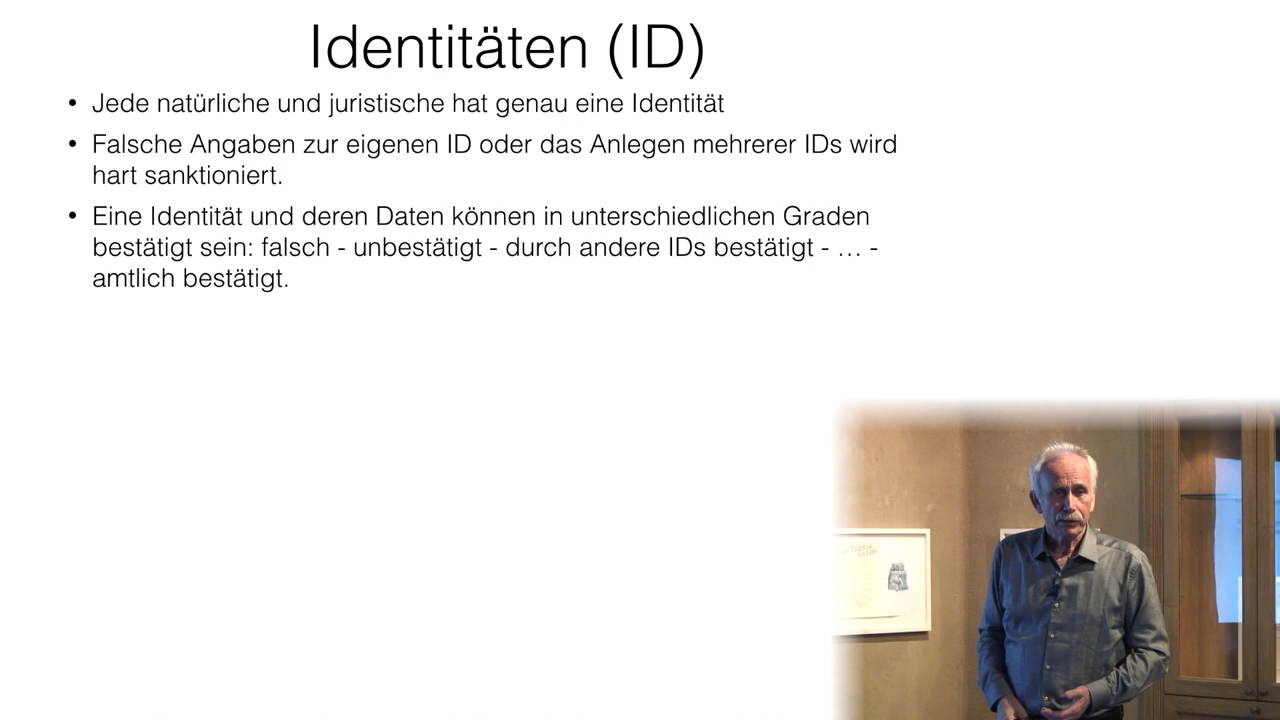 Identitäten (ID)
• Jede natürliche und juristische hat genau eine Identität
• Falsche Angaben zur eigenen ID oder das Anlegen mehrerer IDs wird
hart sanktioniert.
• Eine Identität und deren Daten können in unterschiedlichen Graden
bestätigt sein: falsch - unbestätigt - durch andere IDs bestätigt - … -
amtlich bestätigt.